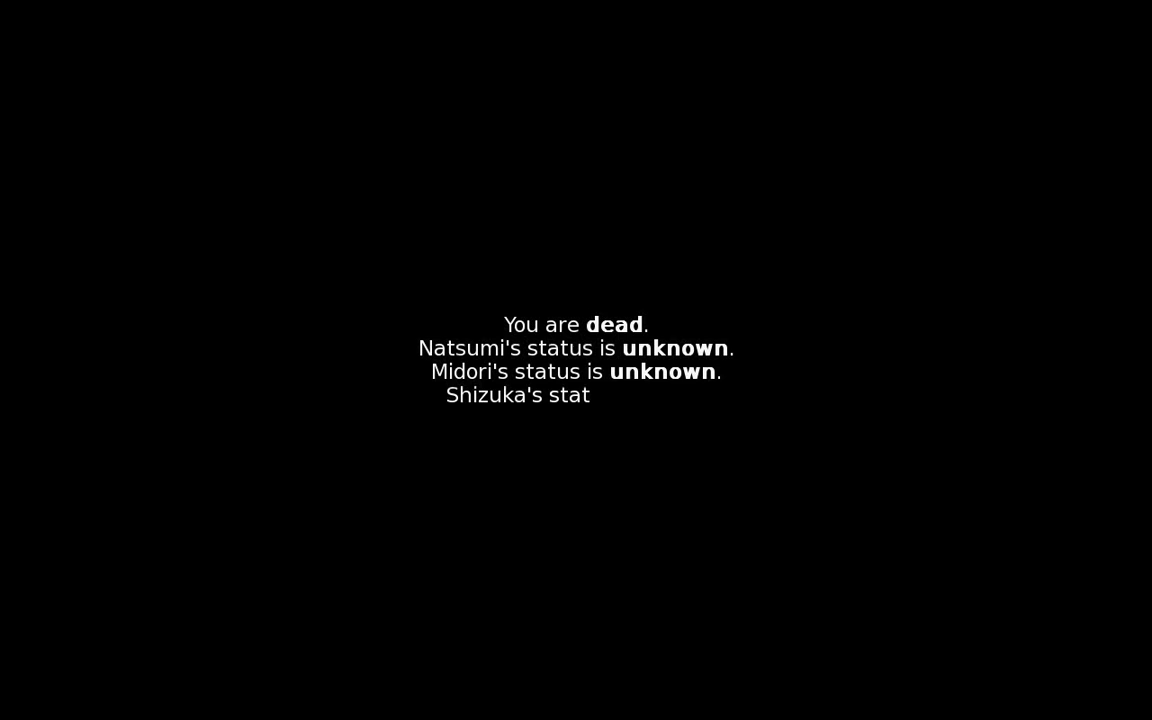 You are dead.
Natsumi's status is unknown.
Midori's status is unknown.
Shizuka's stat